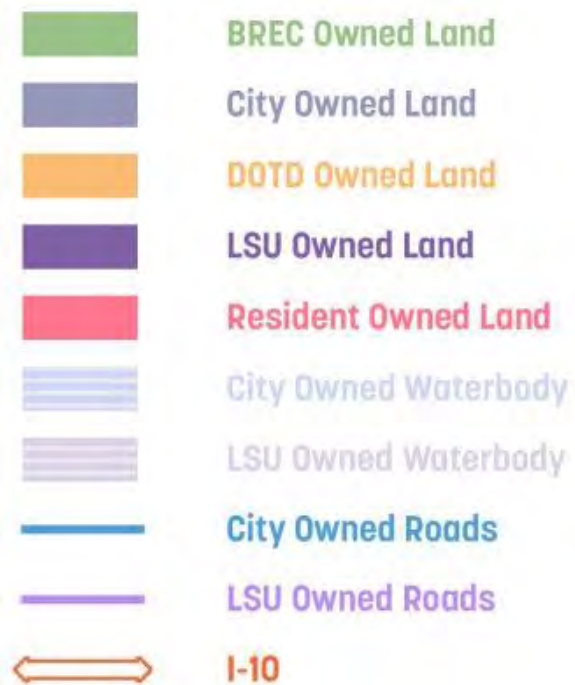 BREC Owned Land
City Owned Land
DOTD Owned Land
LSU Owned Land
Resident Owned Land
City Owned Waterbody
LSU Owned Waterbody
City Owned Roads
LSU Owned Roads
I-10